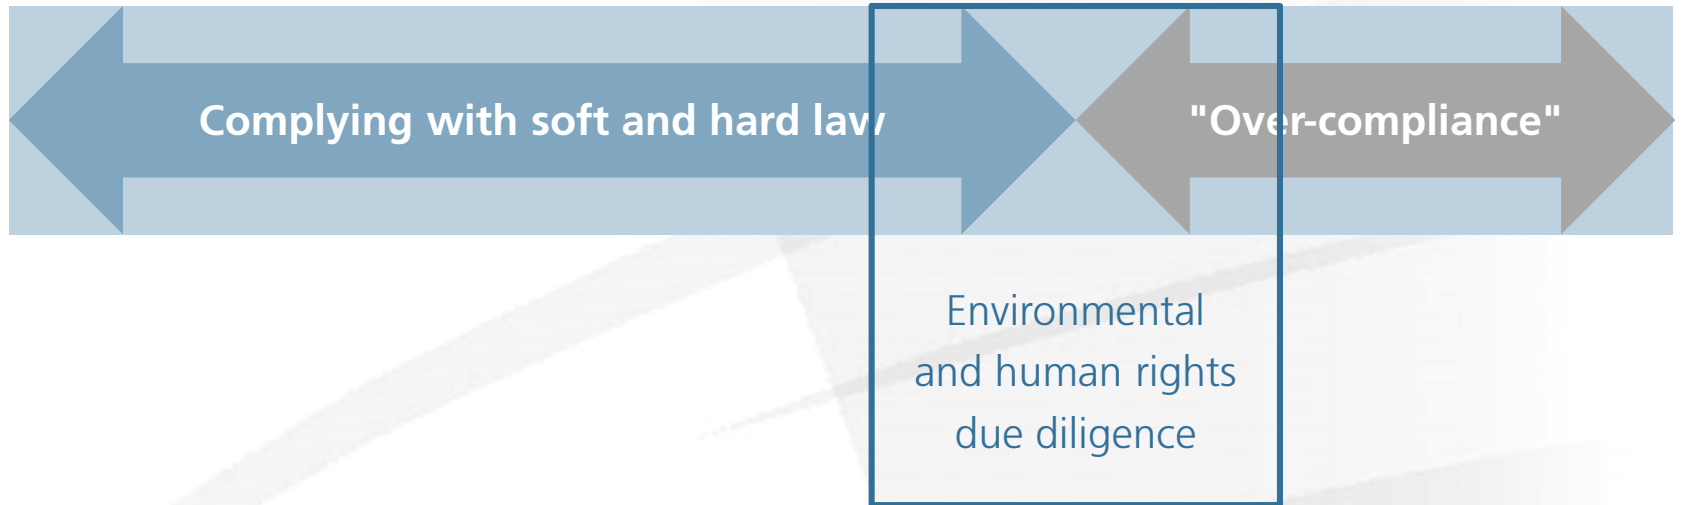 Complying with soft and hard law
"Over-compliance"
Environmental
and human rights
due diligence